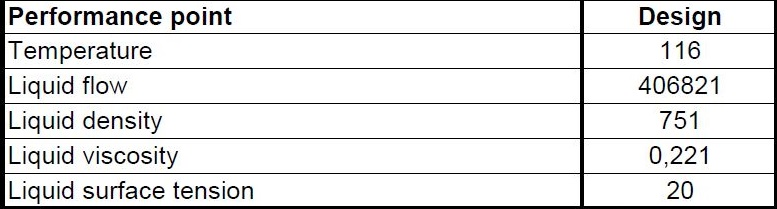 Performance point Design
Temperature 116
Liquid flow 406821
Liquid density 751
Liquid viscosity 0,221
Liquid surface tension 20